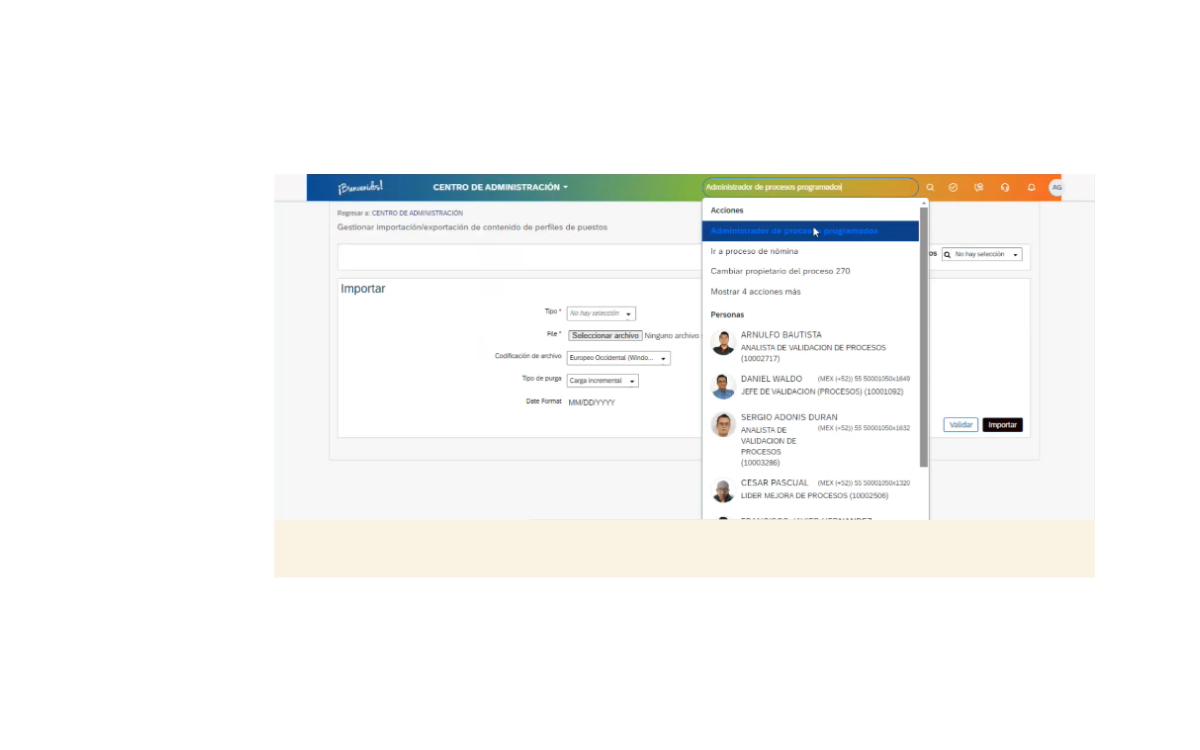 ¡Bienvenidos!
CENTRO DE ADMINISTRACIÓN
Administrador de procesos programados
AG
Regresar a: CENTRO DE ADMINISTRACIÓN
Gestionar importación/exportación de contenido de perfiles de puestos
os
No hay selección
Importar
Tipo *
No hay selección
File *
Seleccionar archivo
Ninguno archivo
Codificación de archivo
Europeo Occidental (Windo...
Tipo de purga
Carga incremental
Date Format
MM/DD/YYYY
Validar
Importar
Acciones
Administrador de procesos programados
Ir a proceso de nómina
Cambiar propietario del proceso 270
Mostrar 4 acciones más
Personas
ARNULFO BAUTISTA
ANALISTA DE VALIDACION DE PROCESOS
(10002717)
DANIEL WALDO (MEX (+52)) 55 50001050x1649
JEFE DE VALIDACION (PROCESOS) (10001092)
SERGIO ADONIS DURAN
ANALISTA DE (MEX (+52)) 55 50001050x1632
VALIDACION DE
PROCESOS
(10003286)
CESAR PASCUAL (MEX (+52)) 55 50001050x1320
LIDER MEJORA DE PROCESOS (10002506)